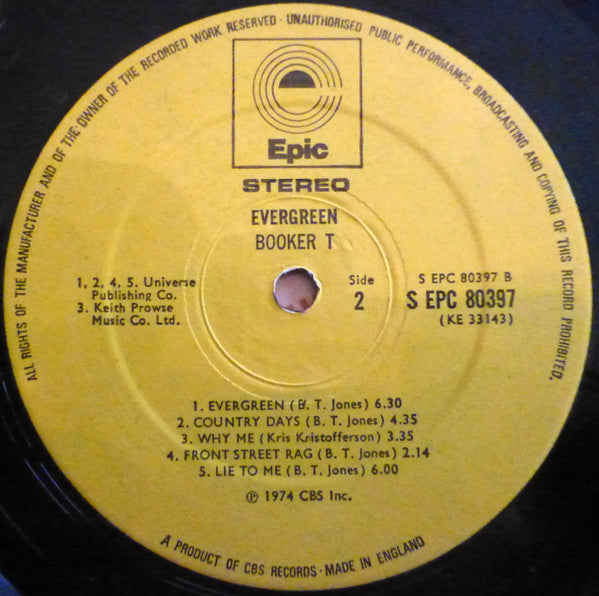 ALL RIGHTS OF THE MANUFACTURER AND OF THE OWNER OF THE RECORDED WORK RESERVED · UNAUTHORISED PUBLIC PERFORMANCE, BROADCASTING AND COPYING OF THIS RECORD PROHIBITED.
Epic
STEREO
EVERGREEN
BOOKER T
1, 2, 4, 5. Universe
Publishing Co.
3. Keith Prowse
Music Co. Ltd.
Side
2
S EPC 80397 B
S EPC 80397
(KE 33143)
1. EVERGREEN (B. T. Jones) 6.30
2. COUNTRY DAYS (B. T. Jones) 4.35
3. WHY ME (Kris Kristofferson) 3.35
4. FRONT STREET RAG (B. T. Jones) 2.14
5. LIE TO ME (B. T. Jones) 6.00
℗ 1974 CBS Inc.
A PRODUCT OF CBS RECORDS · MADE IN ENGLAND